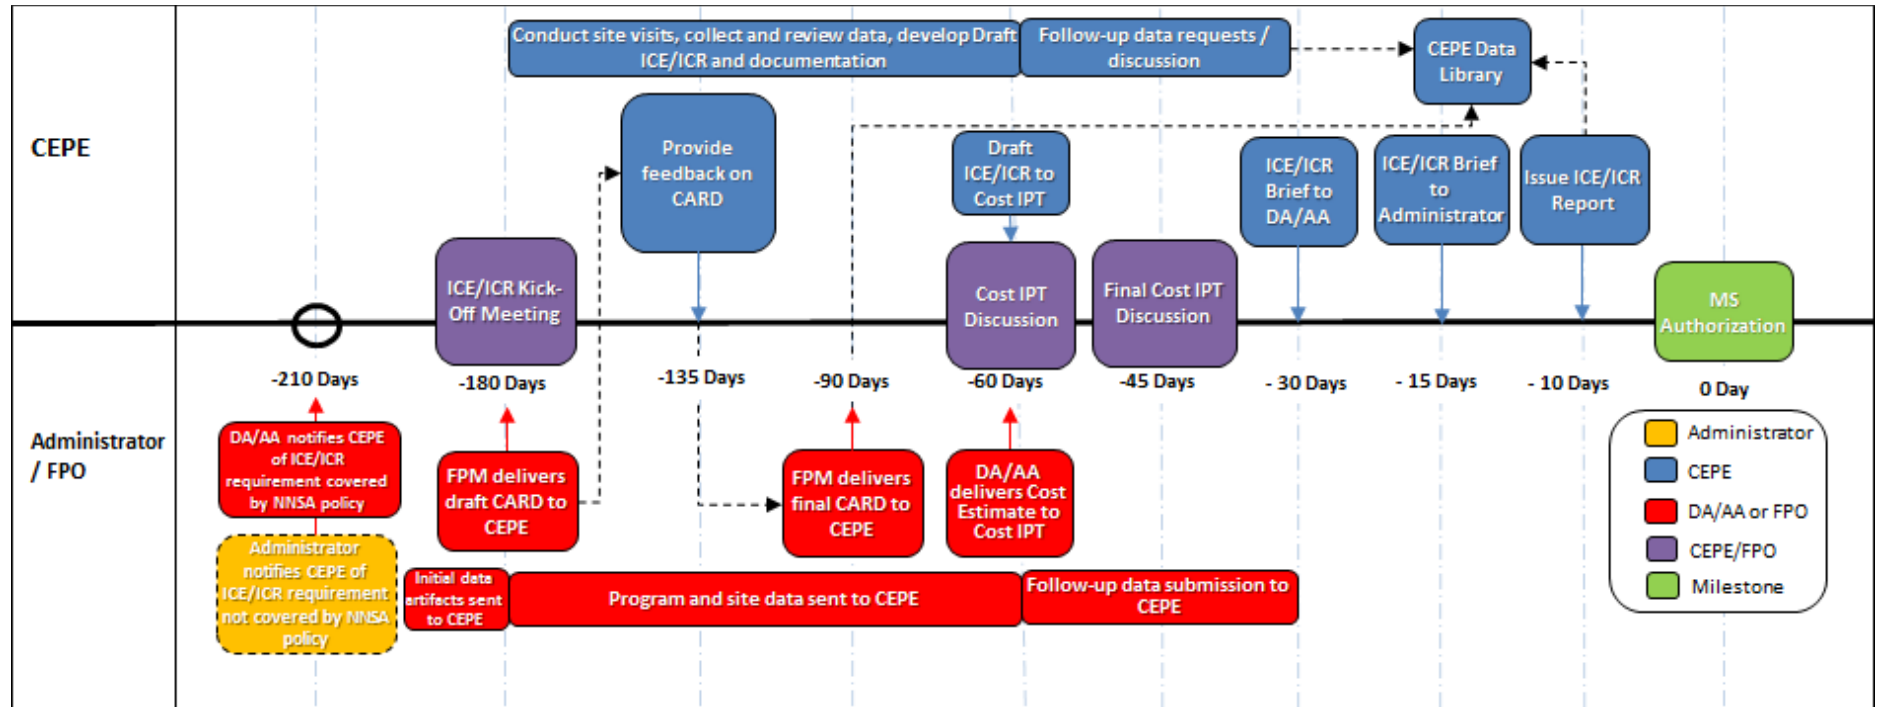 CEPE
Conduct site visits, collect and review data, develop Draft
ICE/ICR and documentation
Follow-up data requests /
discussion
CEPE Data
Library
Provide
feedback on
CARD
Draft
ICE/ICR to
Cost IPT
ICE/ICR
Brief to
DA/AA
ICE/ICR Brief
to
Administrator
Issue ICE/ICR
Report
ICE/ICR Kick-
Off Meeting
Cost IPT
Discussion
Final Cost IPT
Discussion
MS
Authorization
-210 Days
-180 Days
-135 Days
-90 Days
-60 Days
-45 Days
- 30 Days
- 15 Days
- 10 Days
0 Day
Administrator
/ FPO
DA/AA notifies CEPE
of ICE/ICR
requirement covered
by NNSA policy
Administrator
notifies CEPE of
ICE/ICR requirement
not covered by NNSA
policy
FPM delivers
draft CARD to
CEPE
FPM delivers
final CARD to
CEPE
DA/AA
delivers Cost
Estimate to
Cost IPT
Initial data
artifacts sent
to CEPE
Program and site data sent to CEPE
Follow-up data submission to
CEPE
Administrator
CEPE
DA/AA or FPO
CEPE/FPO
Milestone